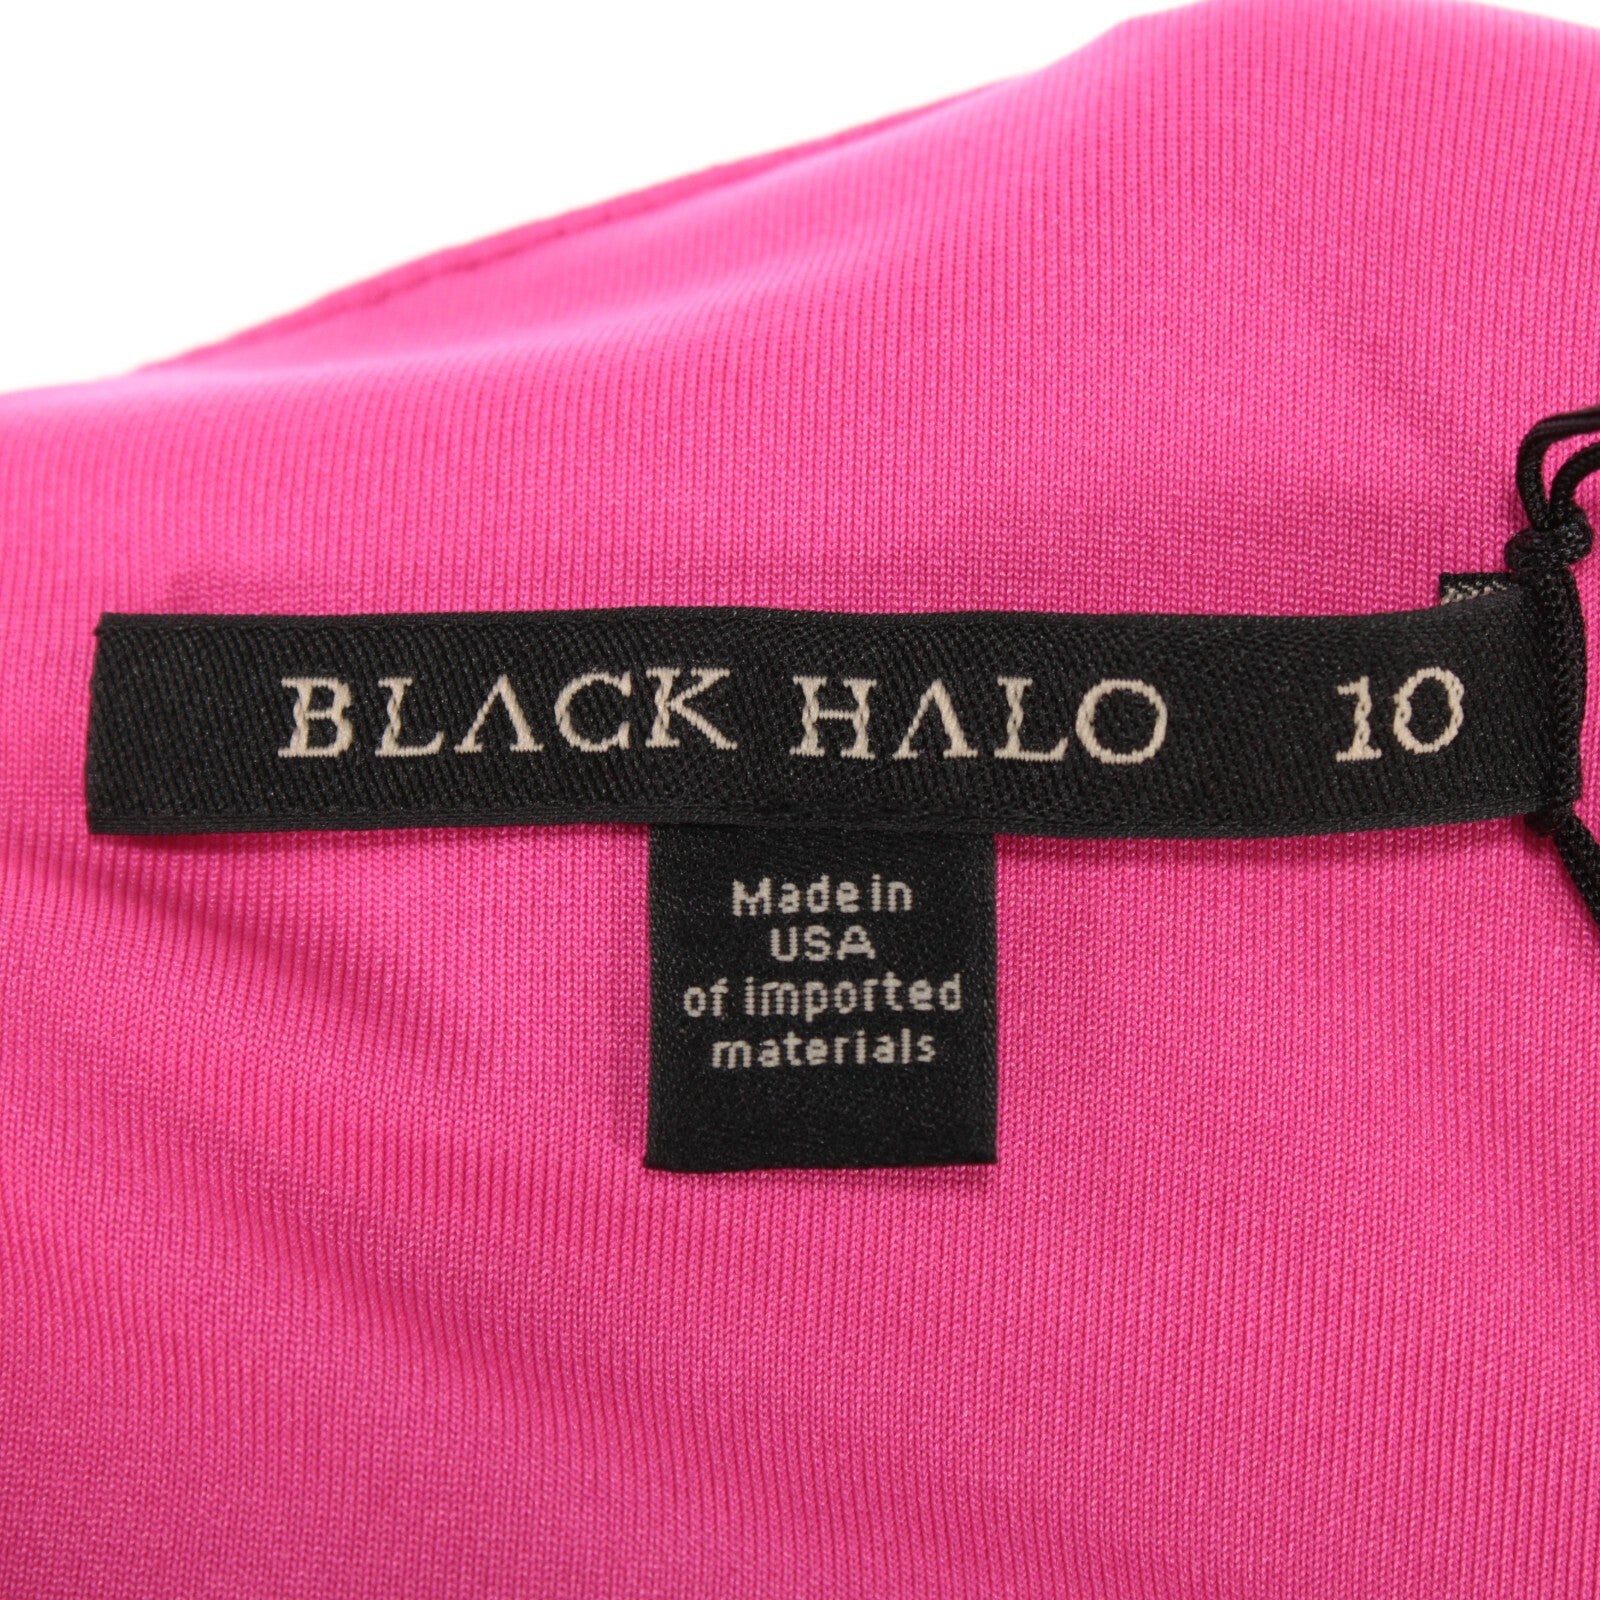 BLACK HALO 10
Made in
USA
of imported
materials